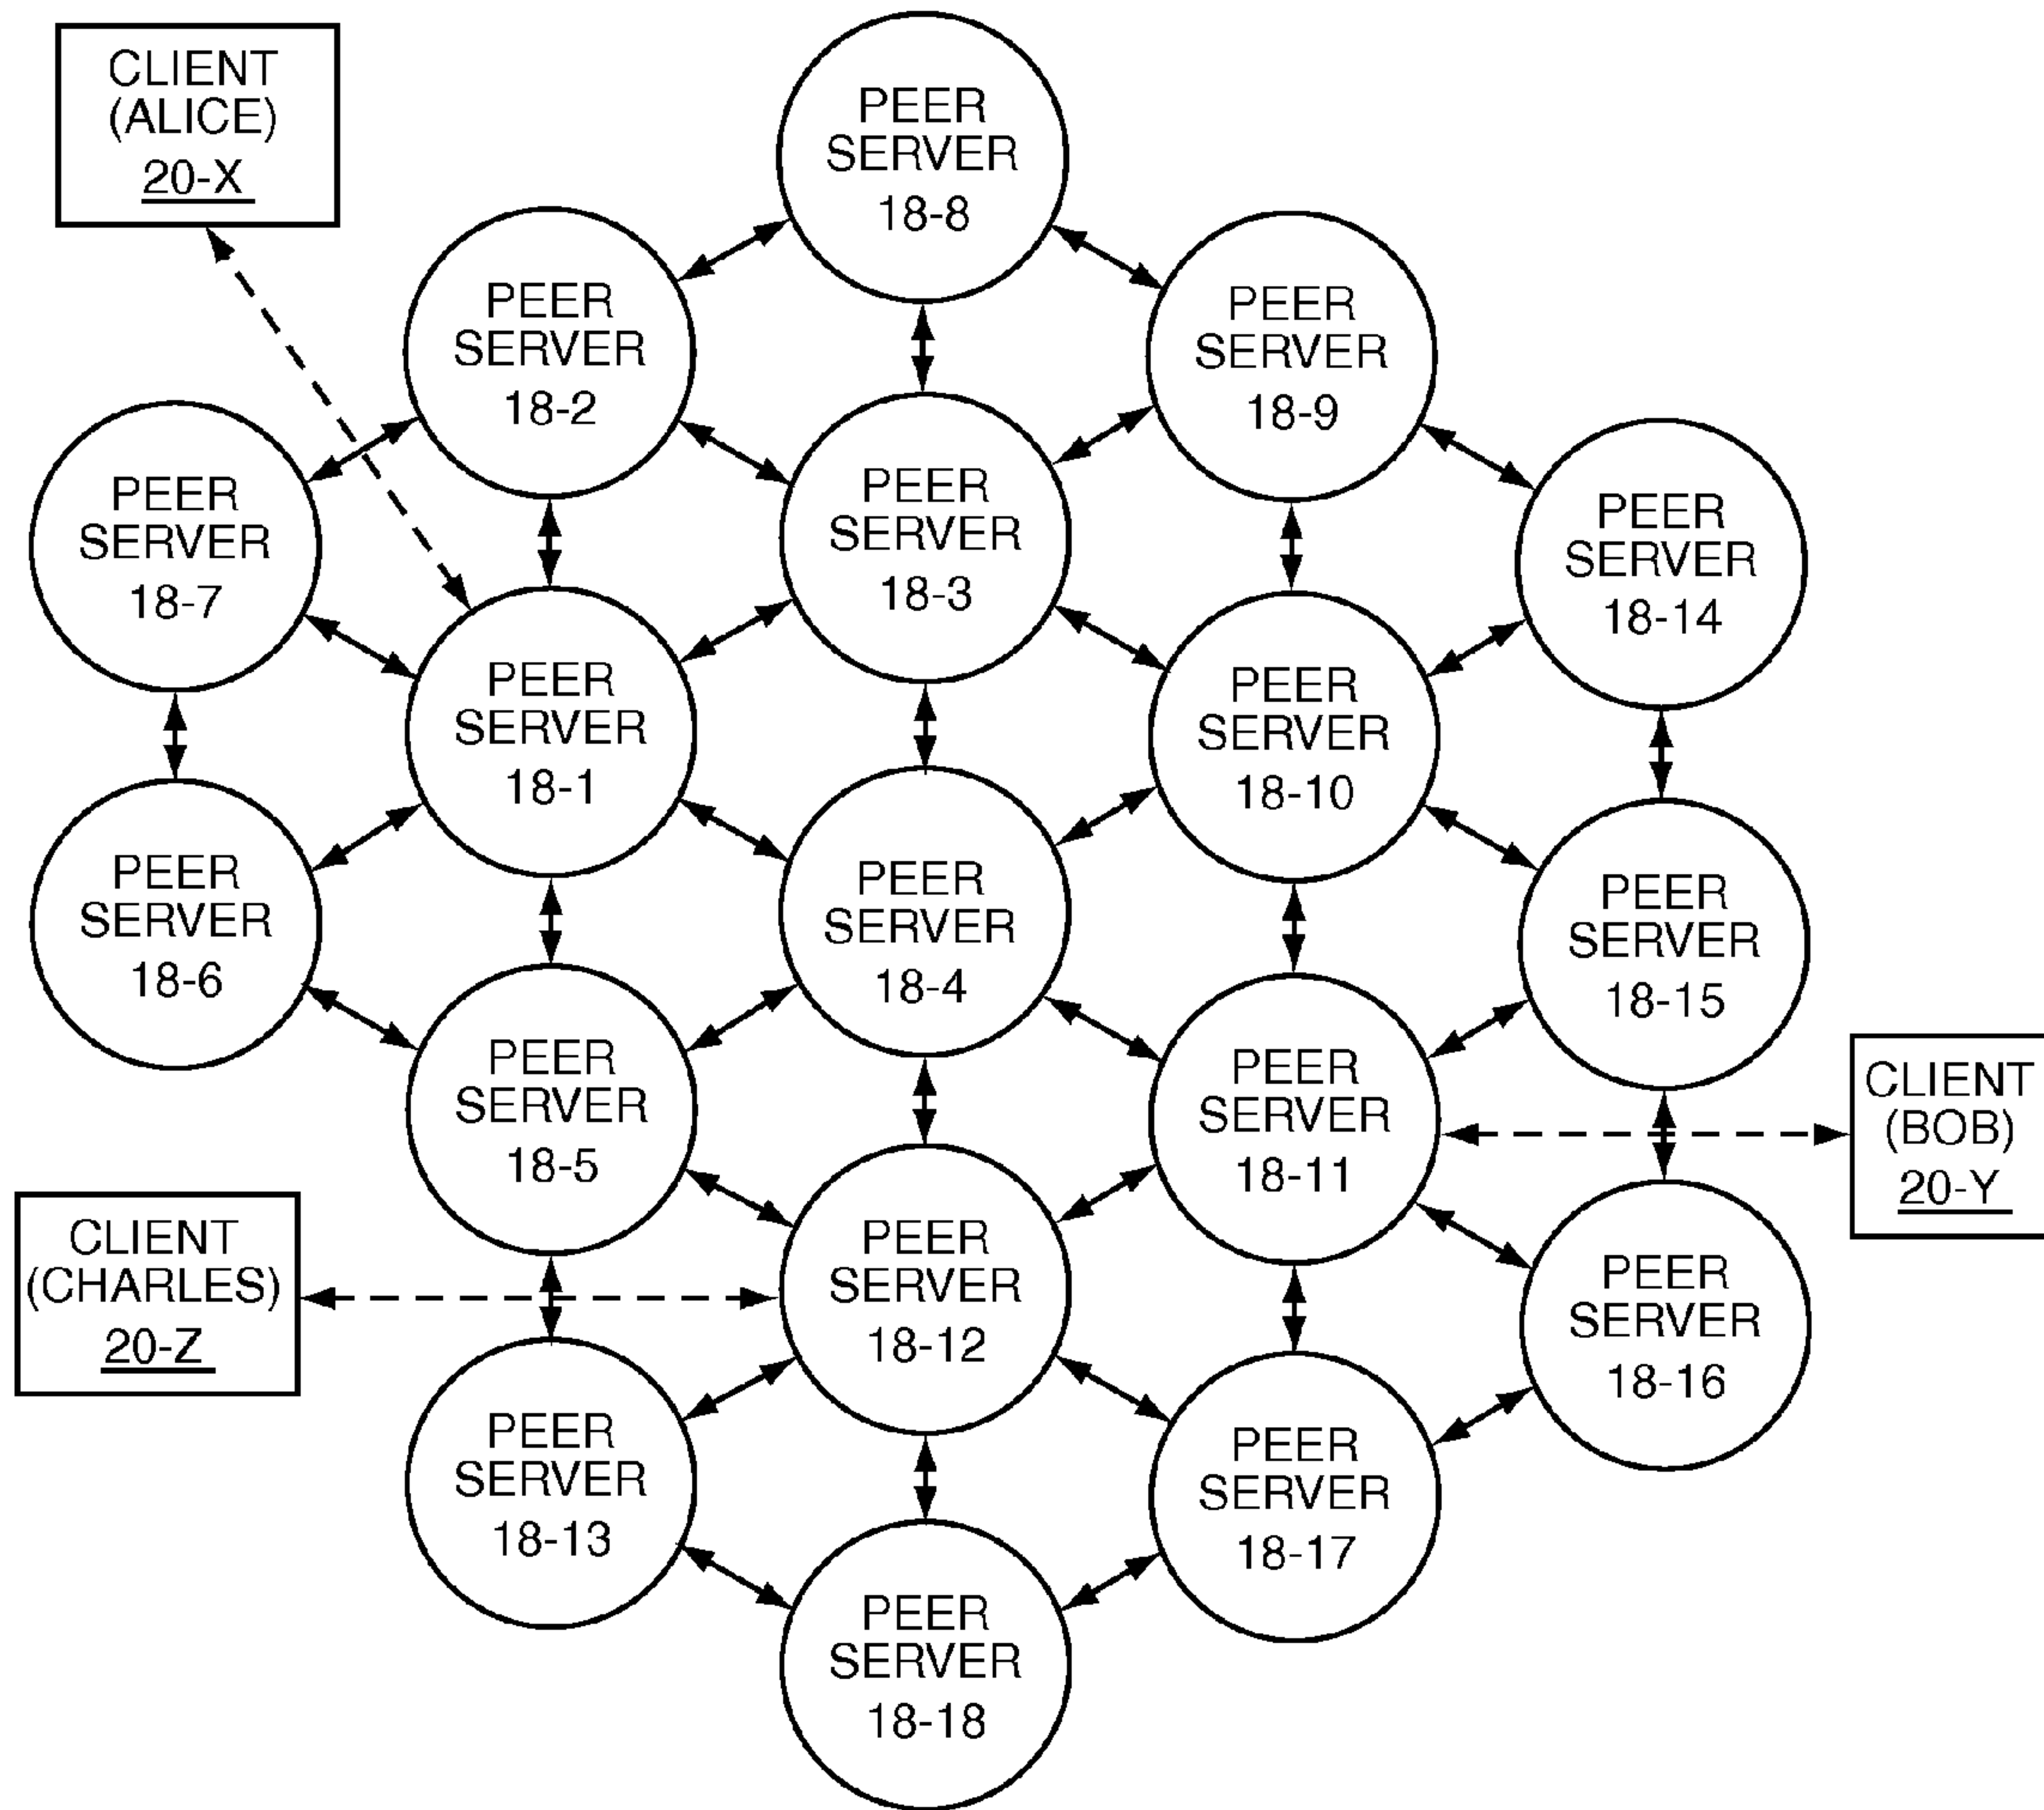 CLIENT
(ALICE)
20-X
PEER
SERVER
18-8
PEER
SERVER
18-2
PEER
SERVER
18-9
PEER
SERVER
18-7
PEER
SERVER
18-3
PEER
SERVER
18-14
PEER
SERVER
18-1
PEER
SERVER
18-10
PEER
SERVER
18-6
PEER
SERVER
18-4
PEER
SERVER
18-15
PEER
SERVER
18-5
PEER
SERVER
18-11
CLIENT
(BOB)
20-Y
CLIENT
(CHARLES)
20-Z
PEER
SERVER
18-12
PEER
SERVER
18-16
PEER
SERVER
18-13
PEER
SERVER
18-17
PEER
SERVER
18-18